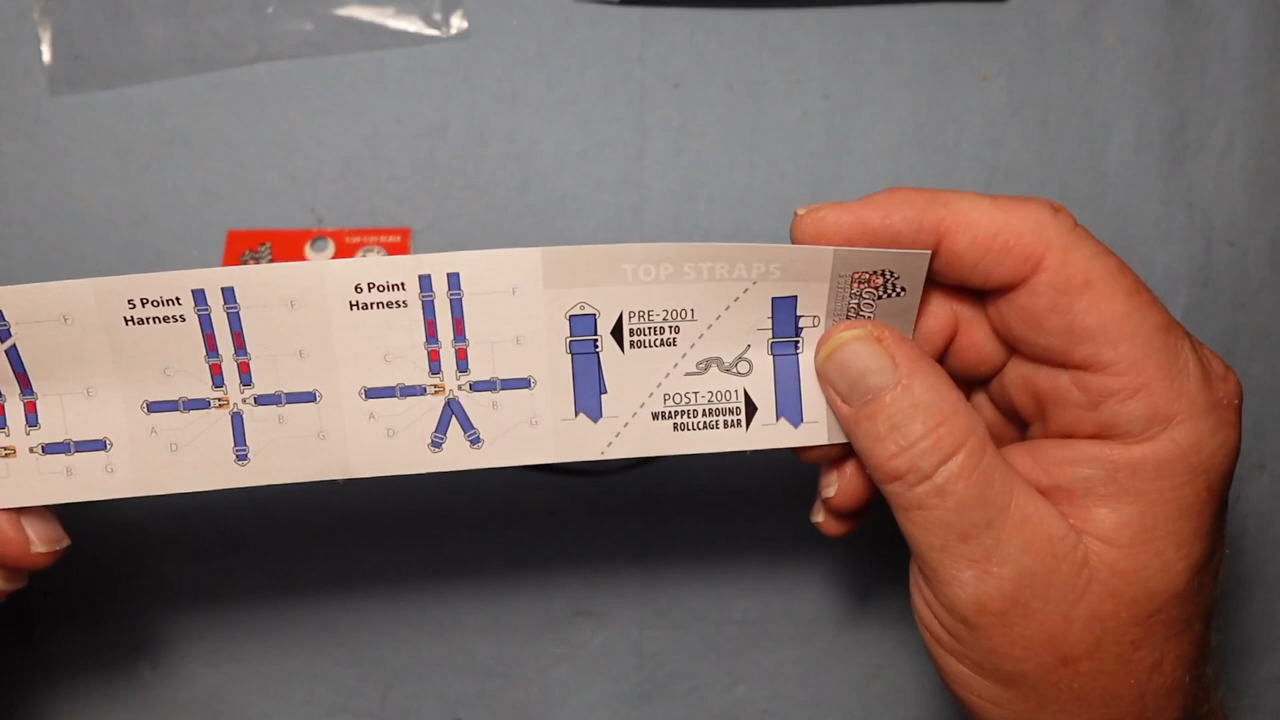 5 Point
Harness
F
E
C
A
B
D
G
6 Point
Harness
F
E
C
A
B
D
G
F
E
B
G
TOP STRAPS
PRE-2001
BOLTED TO
ROLLCAGE
POST-2001
WRAPPED AROUND
ROLLCAGE BAR